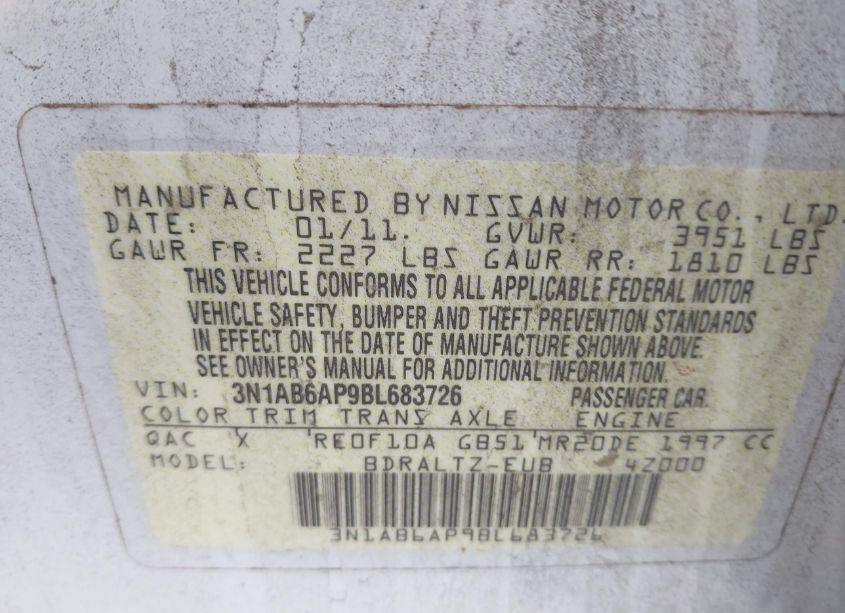 MANUFACTURED BY NISSAN MOTOR CO., LTD.
DATE: 01/11. GVWR: 3951 LBS
GAWR FR: 2227 LBS GAWR RR: 1810 LBS
THIS VEHICLE CONFORMS TO ALL APPLICABLE FEDERAL MOTOR
VEHICLE SAFETY, BUMPER AND THEFT PREVENTION STANDARDS
IN EFFECT ON THE DATE OF MANUFACTURE SHOWN ABOVE.
SEE OWNER'S MANUAL FOR ADDITIONAL INFORMATION.
VIN: 3N1AB6AP9BL683726 PASSENGER CAR.
COLOR TRIM TRANS AXLE ENGINE
QAC X RE0F10A GB51 MR20DE 1997 CC
MODEL: BDRALTZ-EUB 4Z000
3N1AB6AP9BL683726